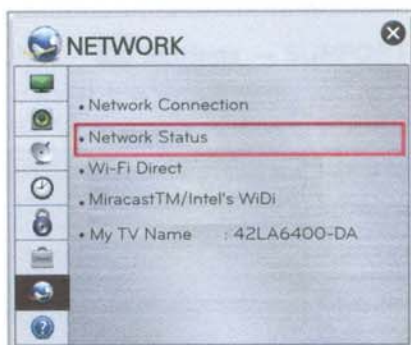 NETWORK
• Network Connection
• Network Status
• Wi-Fi Direct
• MiracastTM/Intel's WiDi
• My TV Name : 42LA6400-DA